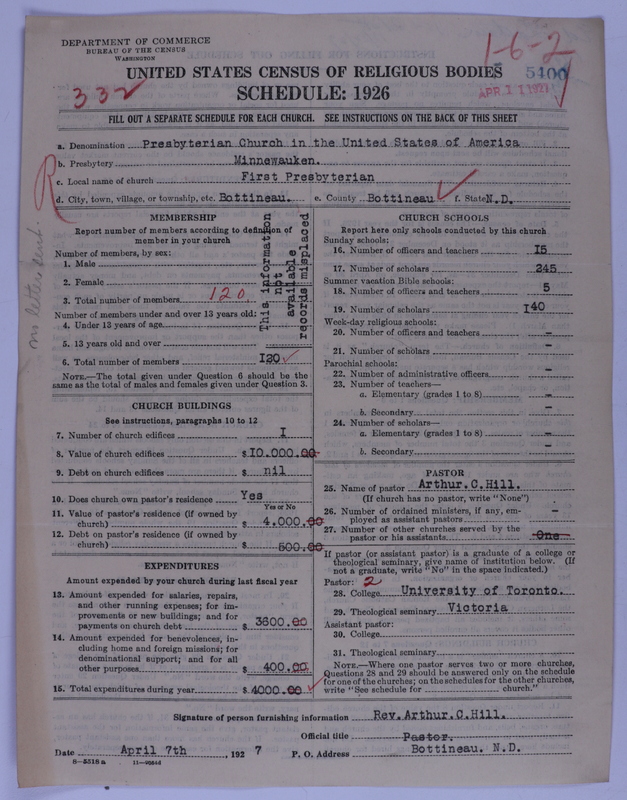 DEPARTMENT OF COMMERCE
BUREAU OF THE CENSUS
WASHINGTON
1-6-2
5400
APR 11 1927
332
UNITED STATES CENSUS OF RELIGIOUS BODIES
SCHEDULE: 1926
FILL OUT A SEPARATE SCHEDULE FOR EACH CHURCH. SEE INSTRUCTIONS ON THE BACK OF THIS SHEET
a. Denomination Presbyterian Church in the United States of America
b. Presbytery Minnewauken.
c. Local name of church First Presbyterian
d. City, town, village, or township, etc. Bottineau. e. County Bottineau f. State N.D.
R
MEMBERSHIP
Report number of members according to definition of
member in your church
Number of members, by sex:
1. Male
2. Female
3. Total number of members 120
Number of members under and over 13 years old:
4. Under 13 years of age
5. 13 years old and over
6. Total number of members I20
NOTE.—The total given under Question 6 should be the
same as the total of males and females given under Question 3.
This information
not
available
records misplaced
CHURCH BUILDINGS
See instructions, paragraphs 10 to 12
7. Number of church edifices I
8. Value of church edifices $ I0.000.00
9. Debt on church edifices $ nil
10. Does church own pastor's residence Yes
Yes or No
11. Value of pastor's residence (if owned by
church) $ 4.000.00
12. Debt on pastor's residence (if owned by
church) $ 500.00
EXPENDITURES
Amount expended by your church during last fiscal year
13. Amount expended for salaries, repairs,
and other running expenses; for im-
provements or new buildings; and for
payments on church debt $ 3600.00
14. Amount expended for benevolences, in-
cluding home and foreign missions; for
denominational support; and for all
other purposes $ 400.00
15. Total expenditures during year $ 4000.00
CHURCH SCHOOLS
Report here only schools conducted by this church
Sunday schools:
16. Number of officers and teachers I5
17. Number of scholars 245
Summer vacation Bible schools:
18. Number of officers and teachers 5
19. Number of scholars I40
Week-day religious schools:
20. Number of officers and teachers -
21. Number of scholars -
Parochial schools:
22. Number of administrative officers -
23. Number of teachers—
a. Elementary (grades 1 to 8) -
b. Secondary -
24. Number of scholars—
a. Elementary (grades 1 to 8) -
b. Secondary -
PASTOR
25. Name of pastor Arthur.C.Hill.
(If church has no pastor, write "None")
26. Number of ordained ministers, if any, em-
ployed as assistant pastors -
27. Number of other churches served by the
pastor or his assistants One
If pastor (or assistant pastor) is a graduate of a college or
theological seminary, give name of institution below. (If
not a graduate, write "No" in the space indicated.)
Pastor: 2
28. College University of Toronto.
29. Theological seminary Victoria
Assistant pastor:
30. College
31. Theological seminary
NOTE.—Where one pastor serves two or more churches,
Questions 28 and 29 should be answered only on the schedule
for one of the churches; on the schedules for the other churches,
write "See schedule for church."
Signature of person furnishing information Rev.Arthur.C.Hill.
Official title Pastor.
Date April 7th, 1927 P. O. Address Bottineau. N.D.
8—5518 a